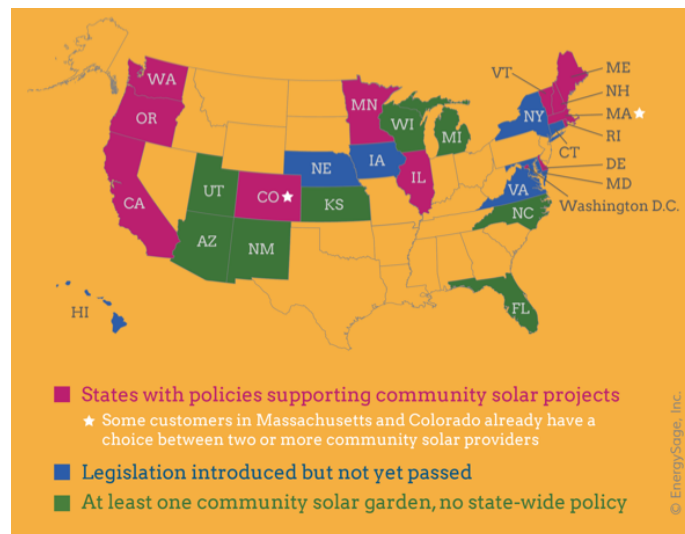 WA
OR
CA
UT
AZ
NM
CO
NE
KS
IA
MN
WI
MI
IL
NY
VA
NC
FL
HI
VT
ME
NH
MA
RI
CT
DE
MD
Washington D.C.
States with policies supporting community solar projects
Some customers in Massachusetts and Colorado already have a
choice between two or more community solar providers
Legislation introduced but not yet passed
At least one community solar garden, no state-wide policy
© EnergySage, Inc.